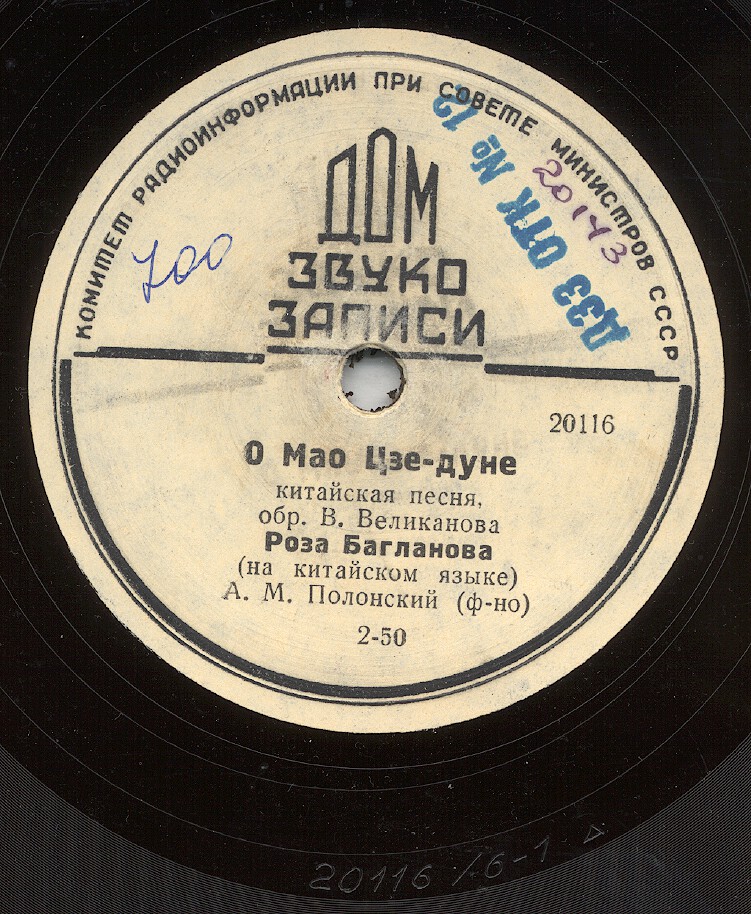 КОМИТЕТ РАДИОИНФОРМАЦИИ ПРИ СОВЕТЕ МИНИСТРОВ СССР
ДЗЗ ОТК № 12
20143
700
ДОМ
ЗВУКО
ЗАПИСИ
20116
О Мао Цзе-дуне
китайская песня,
обр. В. Великанова
Роза Багланова
(на китайском языке)
А. М. Полонский (ф-но)
2-50
20116 /6-1 △